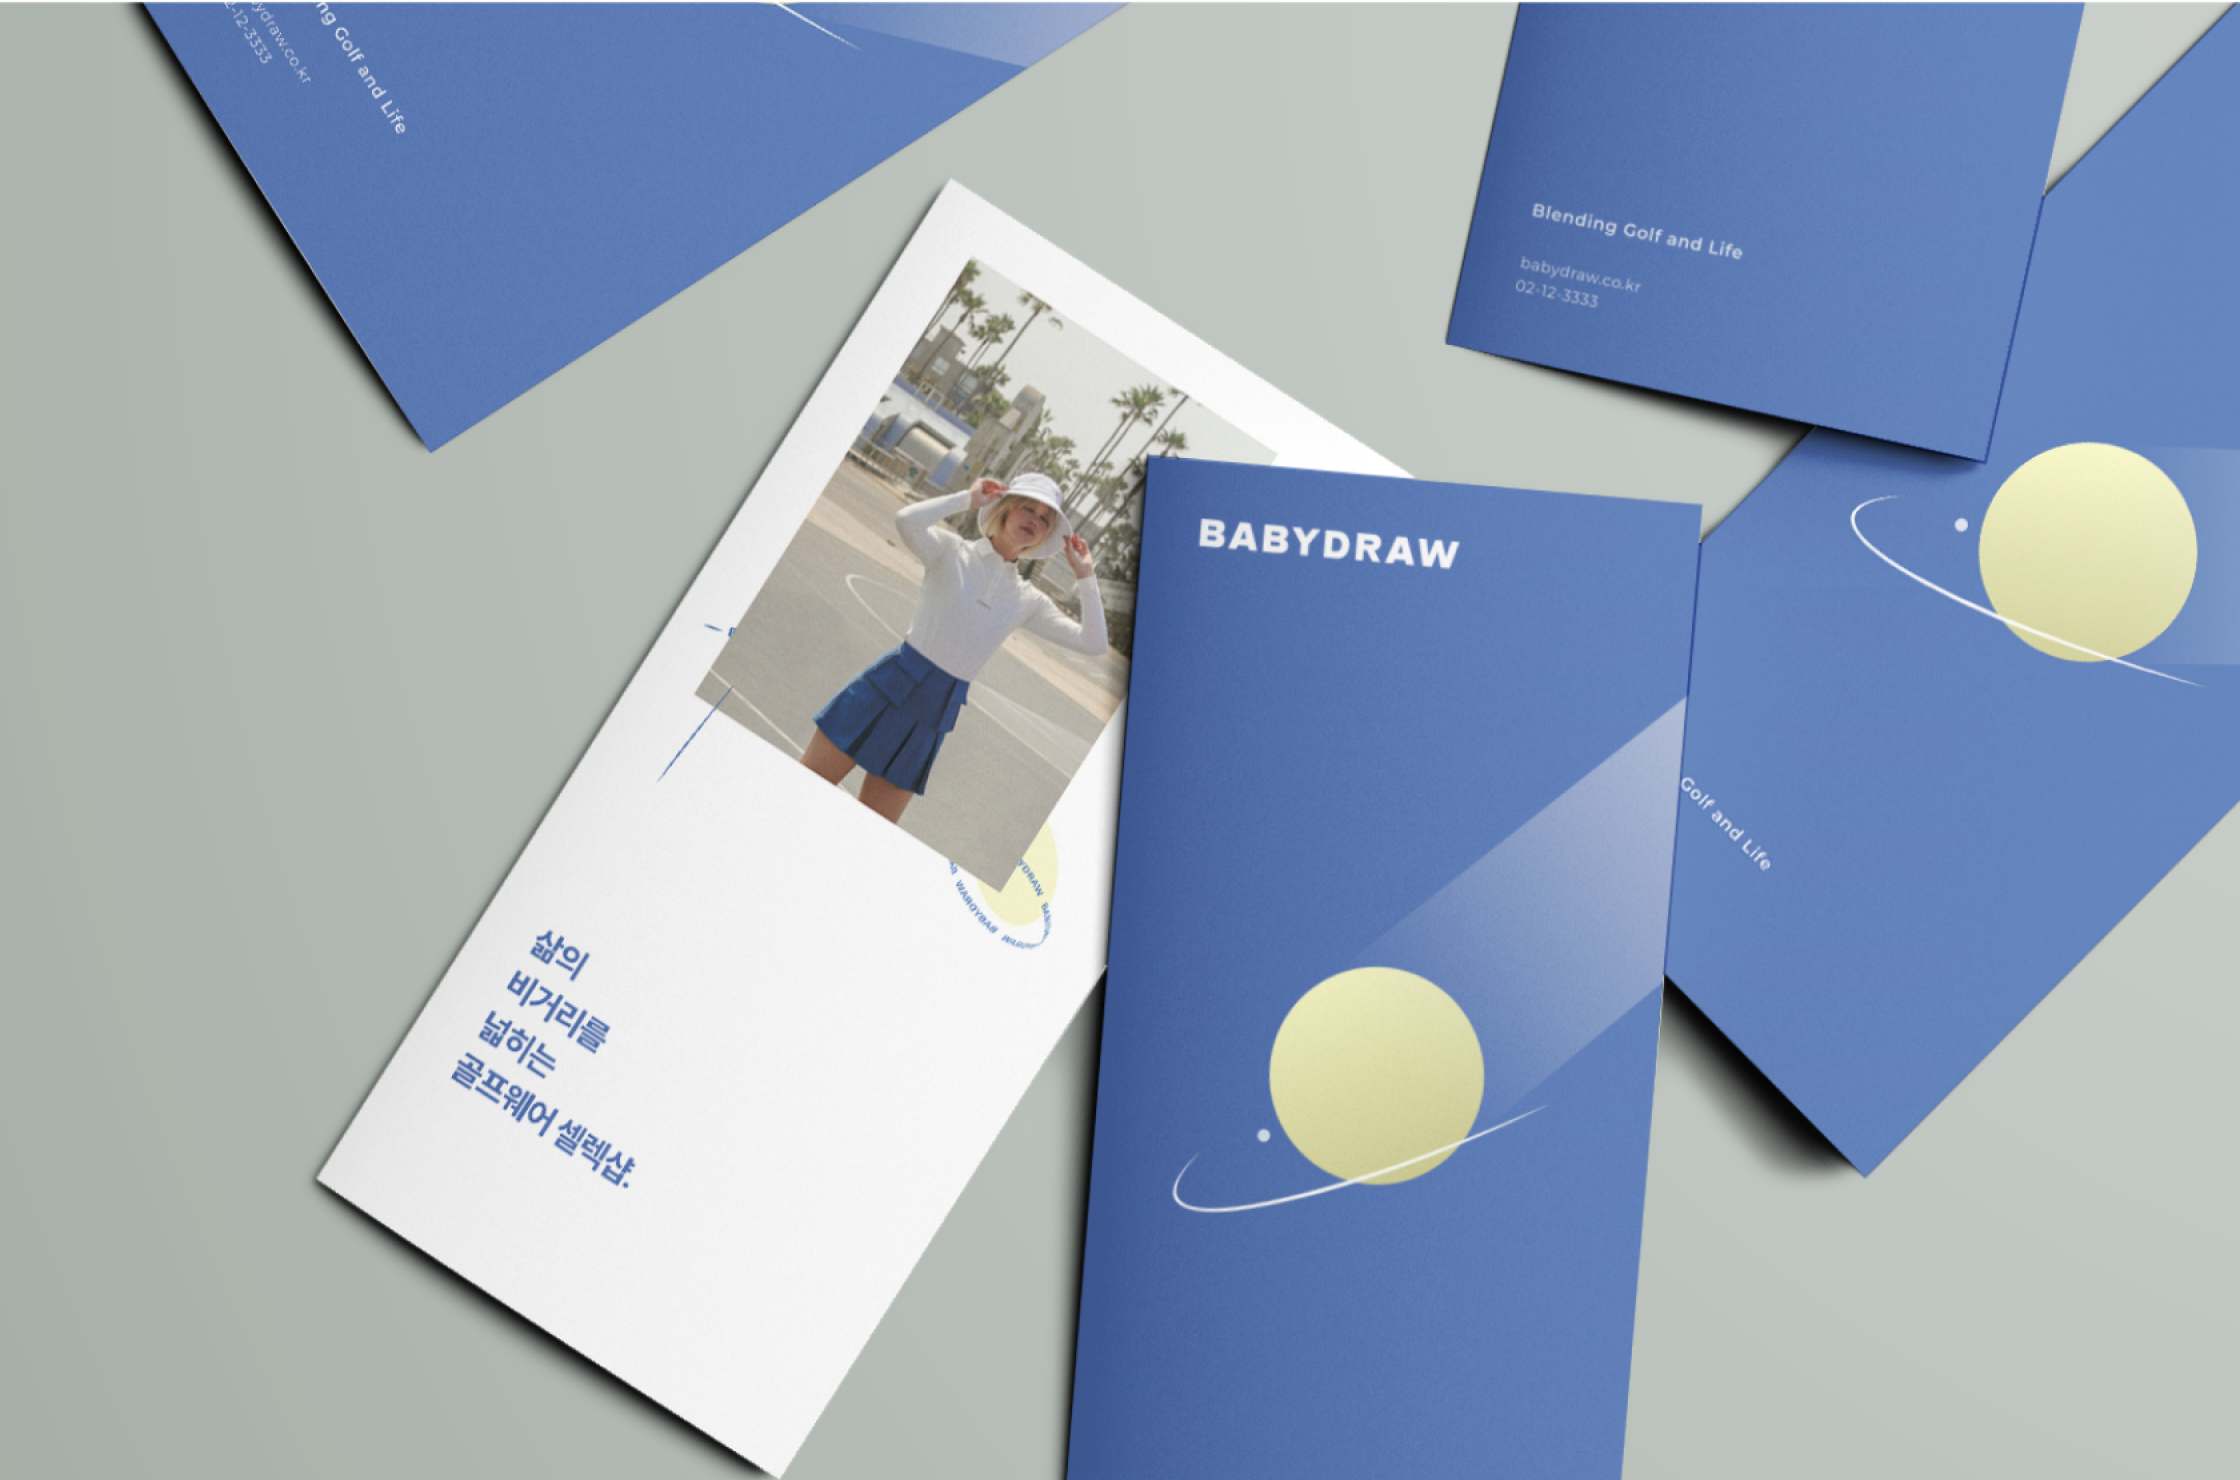 Golf and Life
babydraw.co.kr
02-12-3333
Blending Golf and Life
babydraw.co.kr
02-12-3333
BABYDRAW
Golf and Life
BABYDRAW
삶의
비거리를
넓히는
골프웨어 셀렉샵.